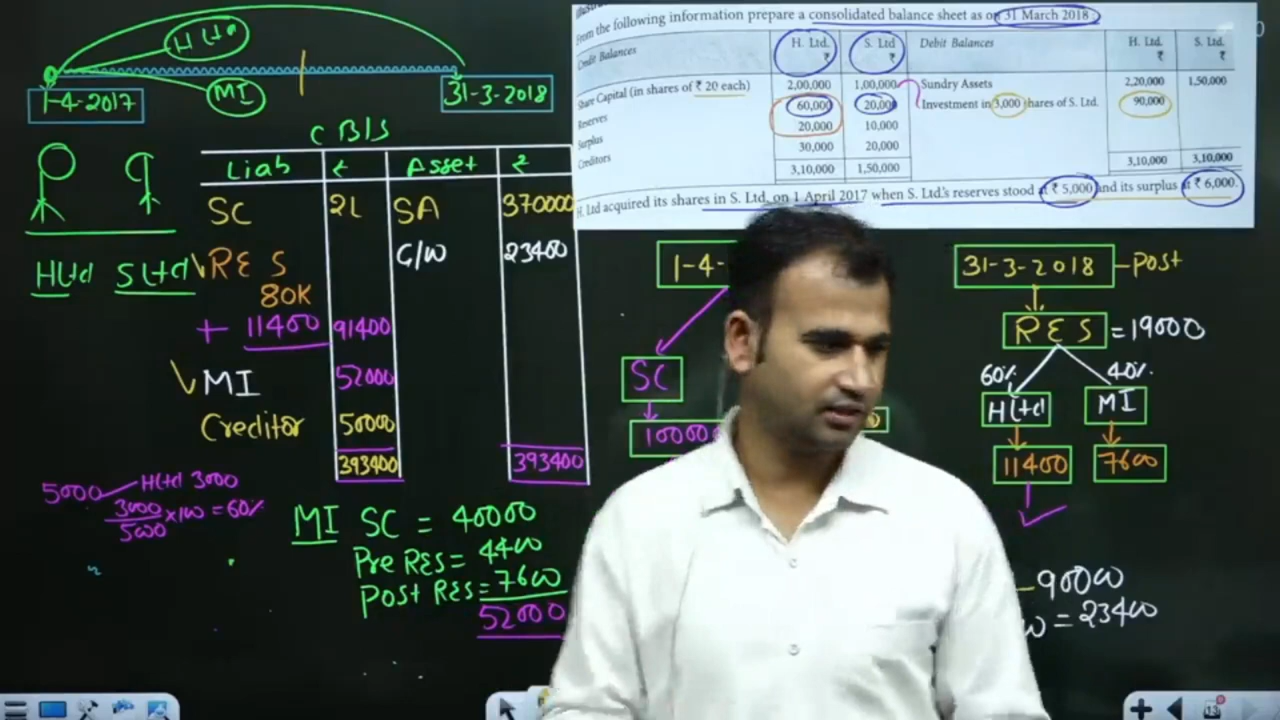 From the following information prepare a consolidated balance sheet as on 31 March 2018
Credit Balances H. Ltd. S. Ltd Debit Balances H. Ltd. S. Ltd.
₹ ₹ ₹ ₹
Share Capital (in shares of ₹ 20 each) 2,00,000 1,00,000 Sundry Assets 2,20,000 1,50,000
Reserves 60,000 20,000 Investment in 3,000 shares of S. Ltd. 90,000
Surplus 20,000 10,000
Creditors 30,000 20,000
3,10,000 1,50,000 3,10,000 3,10,000
H. Ltd acquired its shares in S. Ltd. on 1 April 2017 when S. Ltd.'s reserves stood at ₹ 5,000 and its surplus at ₹ 6,000.
H Ltd
MI
1-4-2017
31-3-2018
H Ltd S Ltd
C B/S
Liab ₹ Asset ₹
SC 2L SA 370000
R E S G/W 23400
80K
+ 11400 91400
MI 52000
Creditor 50000
393400 393400
5000 H Ltd 3000
3000
5000 × 100 = 60%
MI SC = 40000
Pre RES = 4400
Post RES = 7600
52000
1-4-
SC
10000
31-3-2018 - Post
R E S = 19000
60% 40%
H Ltd MI
11400 7600
90000
= 23400